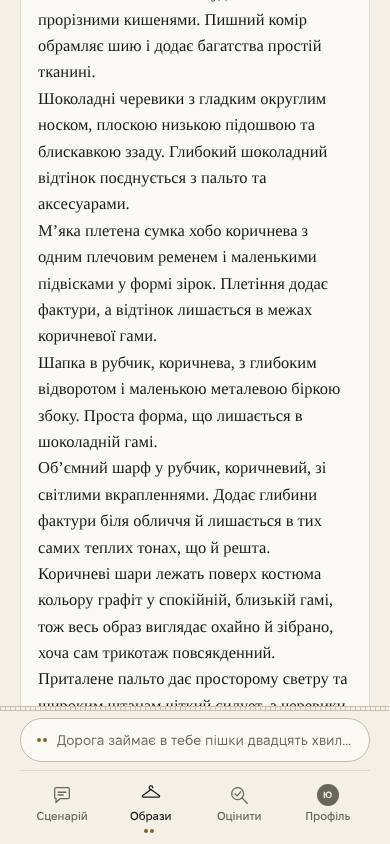 прорізними кишенями. Пишний комір
обрамляє шию і додає багатства простій
тканині.
Шоколадні черевики з гладким округлим
носком, плоскою низькою підошвою та
блискавкою ззаду. Глибокий шоколадний
відтінок поєднується з пальто та
аксесуарами.
М’яка плетена сумка хобо коричнева з
одним плечовим ременем і маленькими
підвісками у формі зірок. Плетіння додає
фактури, а відтінок лишається в межах
коричневої гами.
Шапка в рубчик, коричнева, з глибоким
відворотом і маленькою металевою біркою
збоку. Проста форма, що лишається в
шоколадній гамі.
Об’ємний шарф у рубчик, коричневий, зі
світлими вкрапленнями. Додає глибини
фактури біля обличчя й лишається в тих
самих теплих тонах, що й решта.
Коричневі шари лежать поверх костюма
кольору графіт у спокійній, близькій гамі,
тож весь образ виглядає охайно й зібрано,
хоча сам трикотаж повсякденний.
Приталене пальто дає просторому светру та
широким штанам чіткий силует, а черевики
Дорога займає в тебе пішки двадцять хвил...
Сценарій
Образи
Оцінити
Ю
Профіль